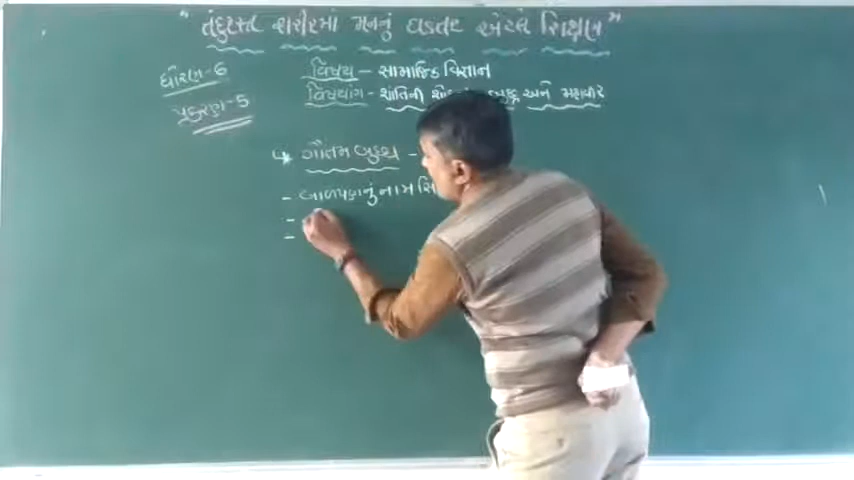 "તંદુરસ્ત શરીરમાં મનનું ઘડતર એટલે શિક્ષણ"
ધોરણ-6
વિષય - સામાજિક વિજ્ઞાન
પ્રકરણ-5
વિષયાંગ - શાંતિની અને મહાવીર
* ગૌતમ બુદ્ધ -
- બાળપણનું નામ સિ
-
-